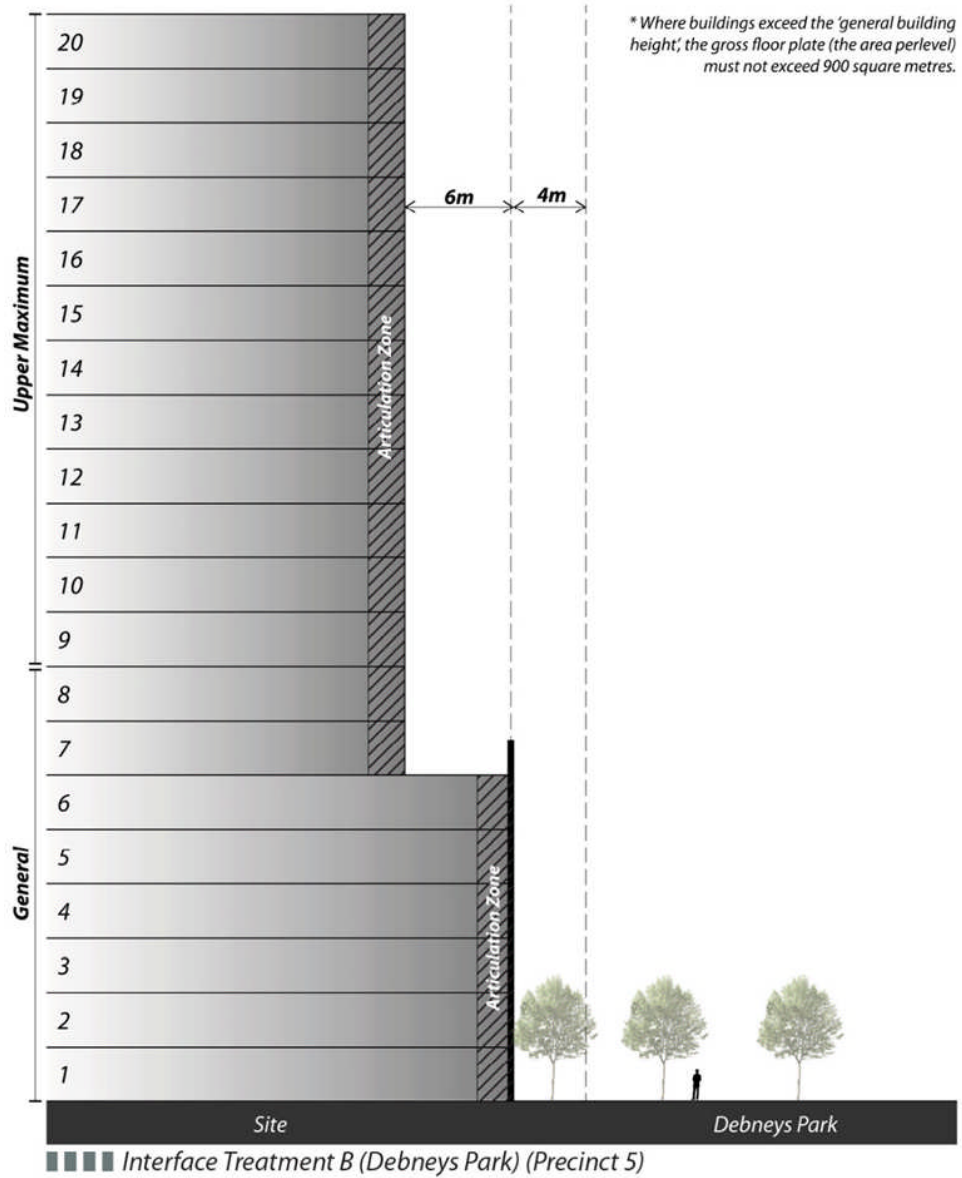 * Where buildings exceed the ‘general building
height’, the gross floor plate (the area perlevel)
must not exceed 900 square metres.
20
19
18
17
6m
4m
16
15
14
13
12
11
10
9
8
7
6
5
4
3
2
1
Upper Maximum
General
Articulation Zone
Articulation Zone
Site
Debneys Park
Interface Treatment B (Debneys Park) (Precinct 5)